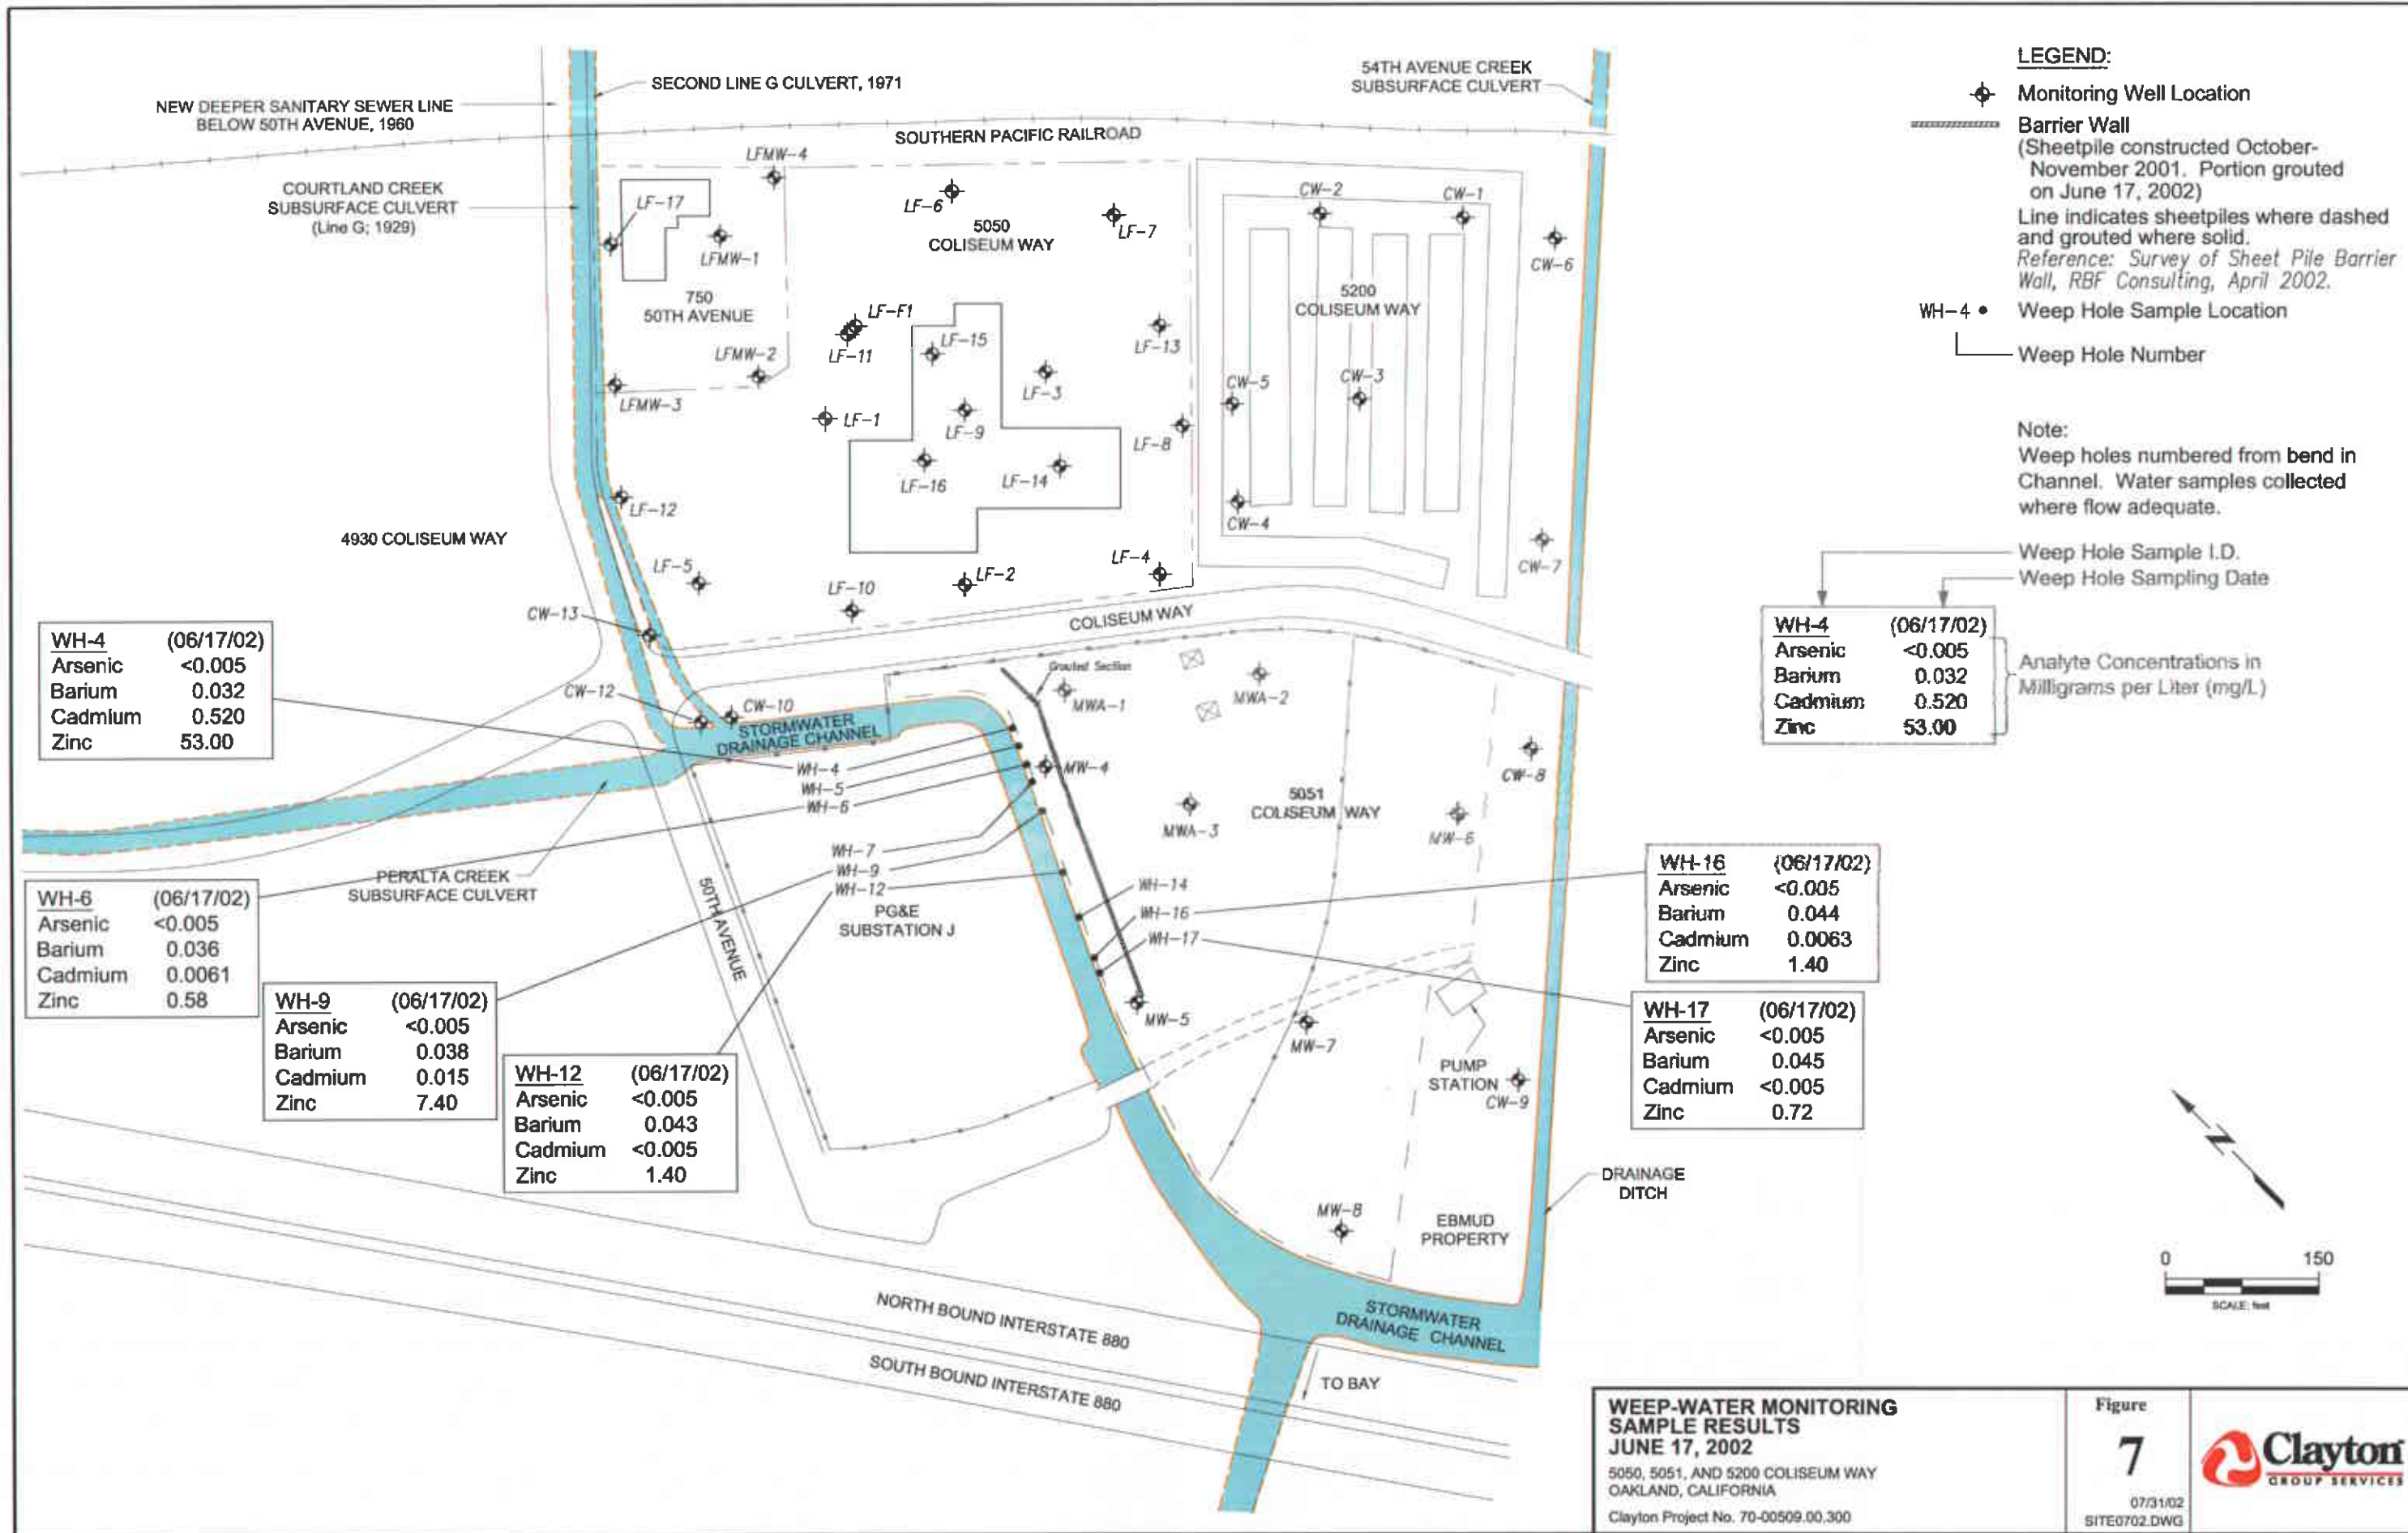 SECOND LINE G CULVERT, 1971
NEW DEEPER SANITARY SEWER LINE
BELOW 50TH AVENUE, 1960
54TH AVENUE CREEK
SUBSURFACE CULVERT
SOUTHERN PACIFIC RAILROAD
COURTLAND CREEK
SUBSURFACE CULVERT
(Line G; 1929)
LFMW-4
LF-17
LFMW-1
LF-6
5050
COLISEUM WAY
LF-7
CW-2
CW-1
CW-6
750
50TH AVENUE
LF-F1
LF-11
LF-15
LF-13
5200
COLISEUM WAY
LFMW-2
LFMW-3
LF-3
LF-1
LF-9
LF-8
CW-5
CW-3
LF-16
LF-14
LF-12
CW-4
4930 COLISEUM WAY
LF-5
LF-10
LF-2
LF-4
CW-7
CW-13
COLISEUM WAY
Grouted Section
MWA-1
MWA-2
CW-12
CW-10
STORMWATER
DRAINAGE CHANNEL
WH-4
WH-5
WH-6
MW-4
MWA-3
5051
COLISEUM WAY
CW-8
MW-6
WH-7
WH-9
WH-12
PERALTA CREEK
SUBSURFACE CULVERT
50TH AVENUE
PG&E
SUBSTATION J
WH-14
WH-16
WH-17
MW-5
MW-7
PUMP
STATION
CW-9
DRAINAGE
DITCH
MW-8
EBMUD
PROPERTY
STORMWATER
DRAINAGE CHANNEL
NORTH BOUND INTERSTATE 880
SOUTH BOUND INTERSTATE 880
TO BAY
WH-4 (06/17/02)
Arsenic <0.005
Barium 0.032
Cadmium 0.520
Zinc 53.00
WH-6 (06/17/02)
Arsenic <0.005
Barium 0.036
Cadmium 0.0061
Zinc 0.58
WH-9 (06/17/02)
Arsenic <0.005
Barium 0.038
Cadmium 0.015
Zinc 7.40
WH-12 (06/17/02)
Arsenic <0.005
Barium 0.043
Cadmium <0.005
Zinc 1.40
WH-16 (06/17/02)
Arsenic <0.005
Barium 0.044
Cadmium 0.0063
Zinc 1.40
WH-17 (06/17/02)
Arsenic <0.005
Barium 0.045
Cadmium <0.005
Zinc 0.72
LEGEND:
Monitoring Well Location
Barrier Wall
(Sheetpile constructed October-
November 2001. Portion grouted
on June 17, 2002)
Line indicates sheetpiles where dashed
and grouted where solid.
Reference: Survey of Sheet Pile Barrier
Wall, RBF Consulting, April 2002.
WH-4 • Weep Hole Sample Location
Weep Hole Number
Note:
Weep holes numbered from bend in
Channel. Water samples collected
where flow adequate.
Weep Hole Sample I.D.
Weep Hole Sampling Date
WH-4 (06/17/02)
Arsenic <0.005
Barium 0.032
Cadmium 0.520
Zinc 53.00
Analyte Concentrations in
Milligrams per Liter (mg/L)
Z
0 150
SCALE: feet
WEEP-WATER MONITORING
SAMPLE RESULTS
JUNE 17, 2002
5050, 5051, AND 5200 COLISEUM WAY
OAKLAND, CALIFORNIA
Clayton Project No. 70-00509.00.300
Figure
7
07/31/02
SITE0702.DWG
Clayton
GROUP SERVICES